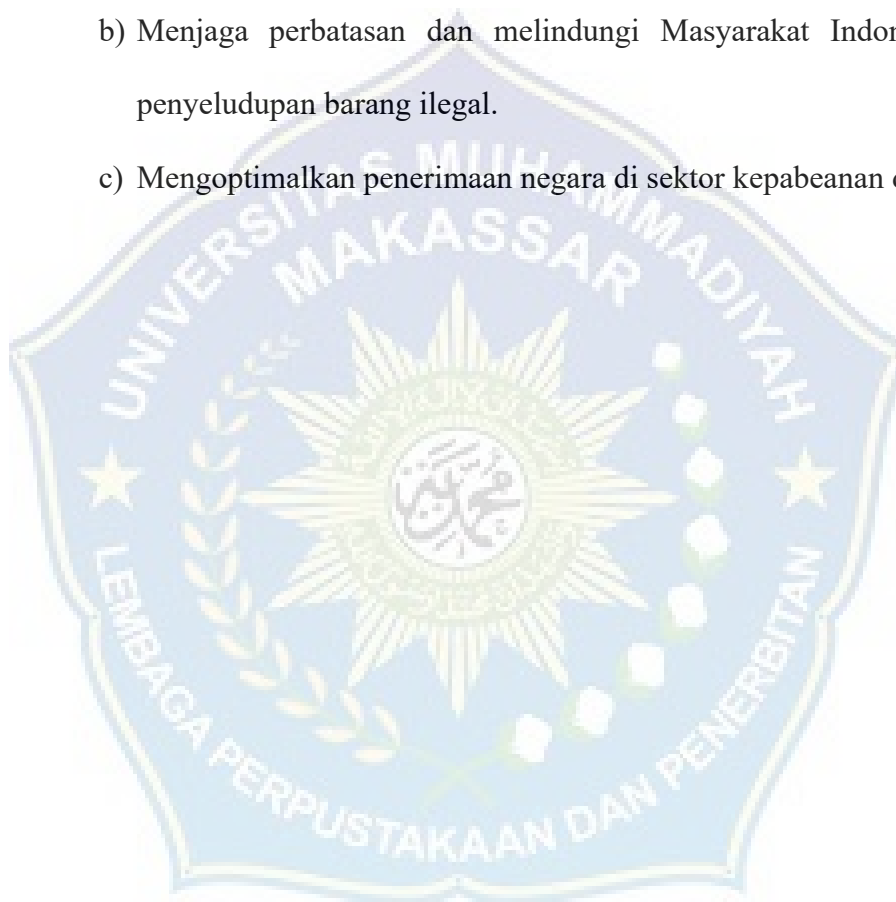 b) Menjaga perbatasan dan melindungi Masyarakat Indon
penyeludupan barang ilegal.
c) Mengoptimalkan penerimaan negara di sektor kepabeanan
UNIVERSITAS MUHAMMADIYAH
MAKASSAR
LEMBAGA PERPUSTAKAAN DAN PENERBITAN